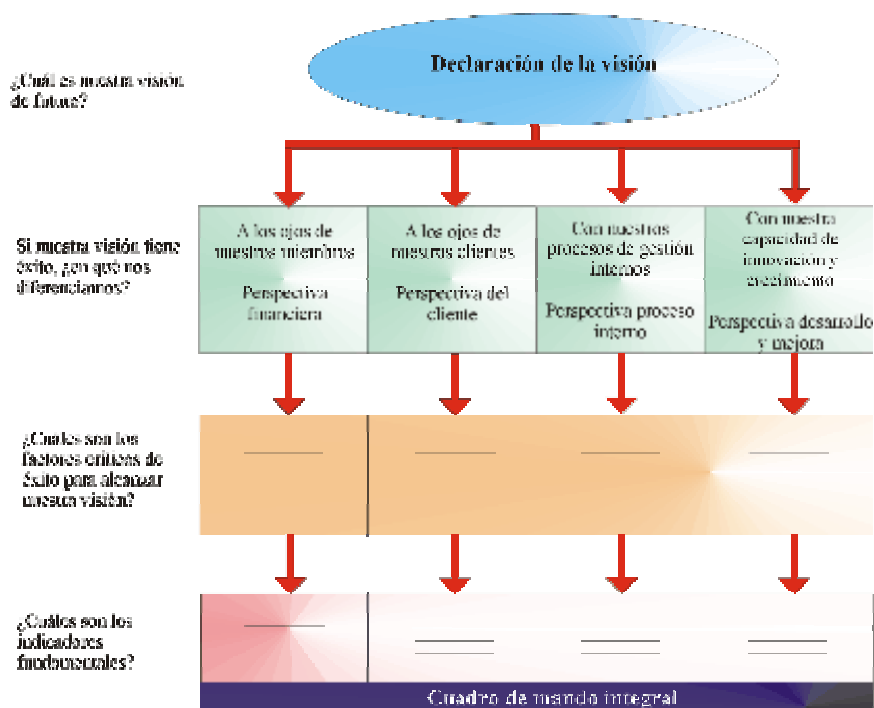 Declaración de la visión
¿Cuál es nuestra visión
de futuro?
Si nuestra visión tiene
éxito, ¿en qué nos
diferenciamos?
A los ojos de
nuestros miembros
Perspectiva
financiera
A los ojos de
nuestros clientes
Perspectiva del
cliente
Con nuestros
procesos de gestión
internos
Perspectiva proceso
interno
Con nuestra
capacidad de
innovación y
crecimiento
Perspectiva desarrollo
y mejora
¿Cuáles son los
factores críticos de
éxito para alcanzar
nuestra visión?
¿Cuáles son los
indicadores
fundamentales?
Cuadro de mando integral